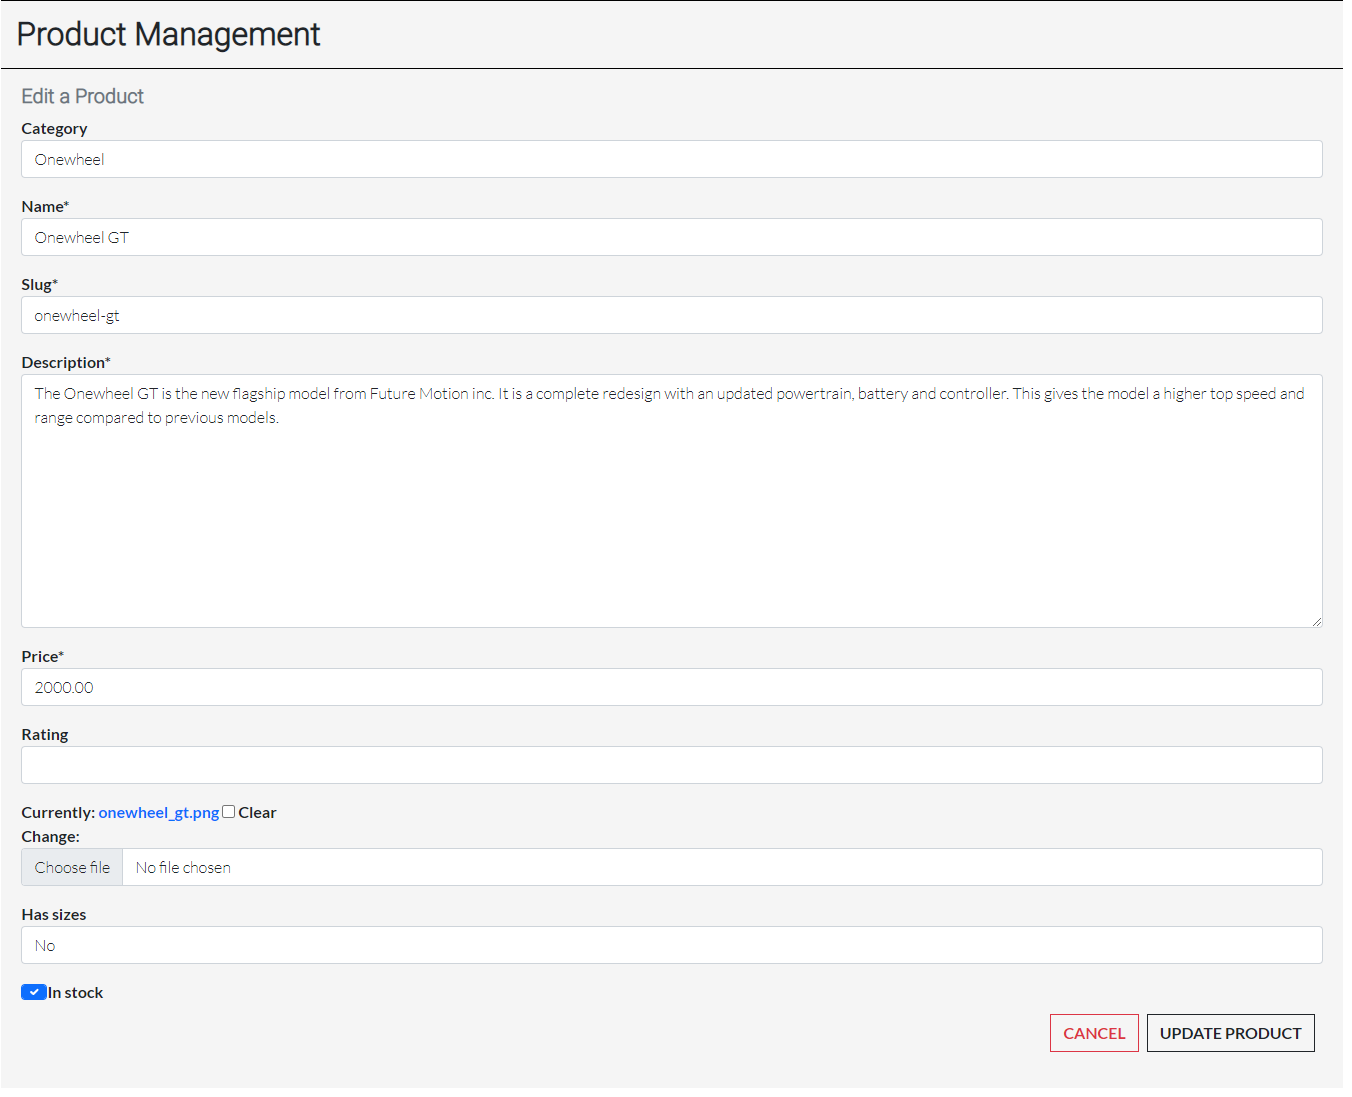 Product Management
Edit a Product
Category
Onewheel
Name*
Onewheel GT
Slug*
onewheel-gt
Description*
The Onewheel GT is the new flagship model from Future Motion inc. It is a complete redesign with an updated powertrain, battery and controller. This gives the model a higher top speed and
range compared to previous models.
Price*
2000.00
Rating
Currently: onewheel_gt.png Clear
Change:
Choose file No file chosen
Has sizes
No
In stock
CANCEL UPDATE PRODUCT